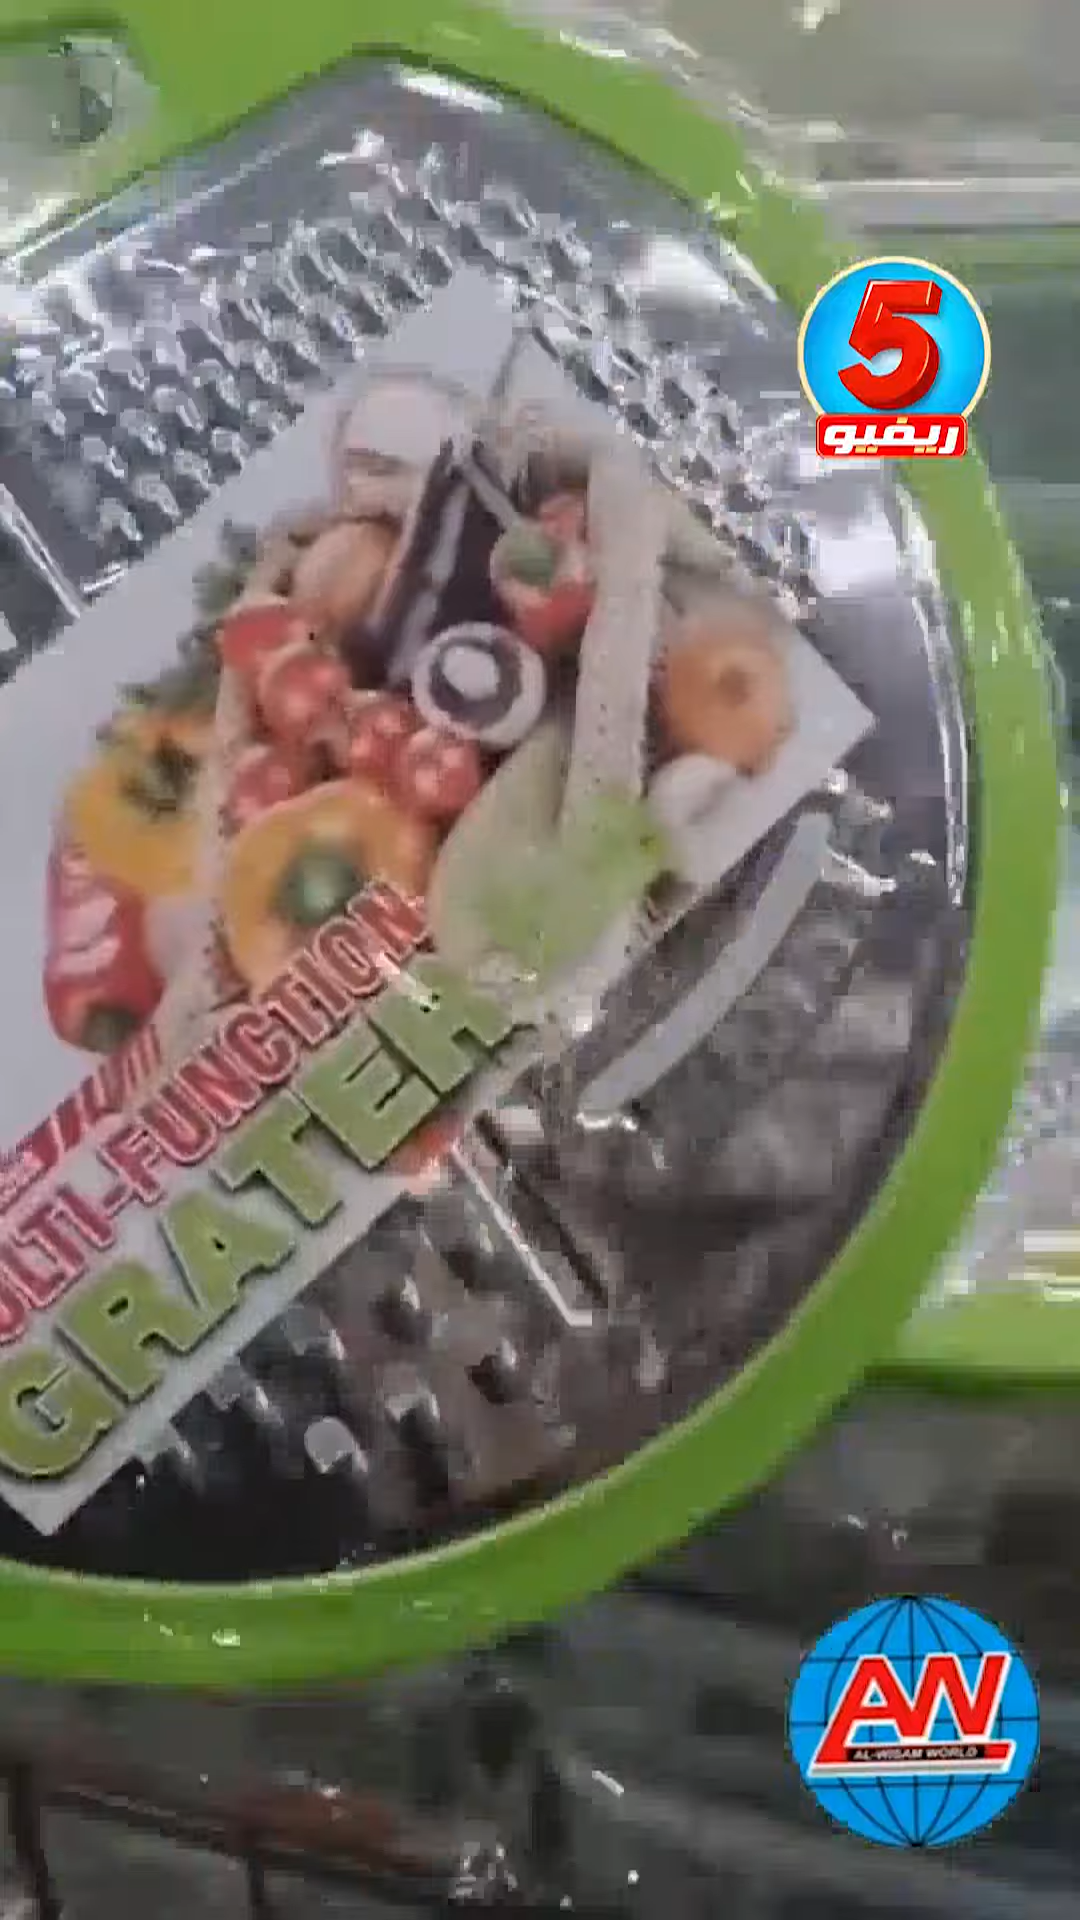 5
ريفيو
ULTI-FUNCTION
GRATER
AW
AL-WISAM WORLD